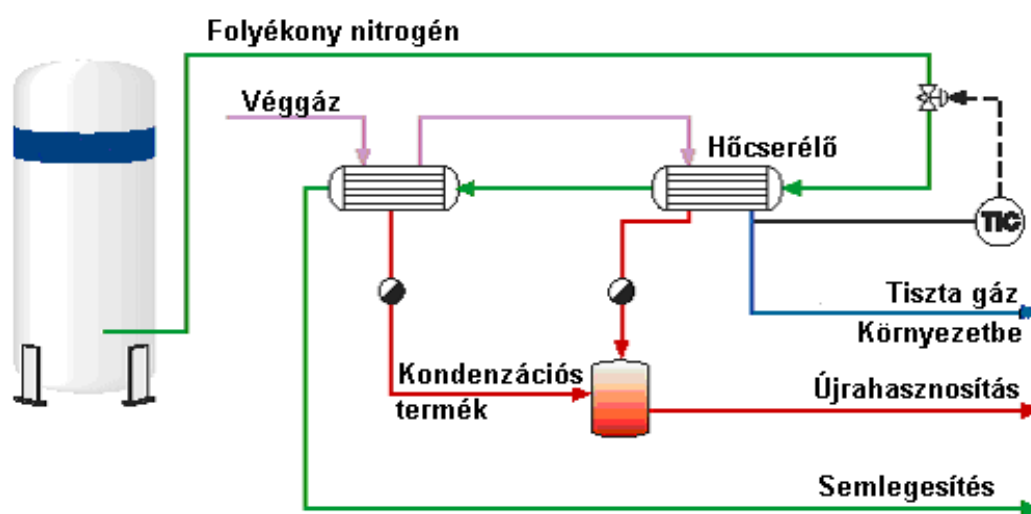 Folyékony nitrogén
Véggáz
Hőcserélő
TIC
Tiszta gáz
Környezetbe
Kondenzációs
termék
Újrahasznosítás
Semlegesítés